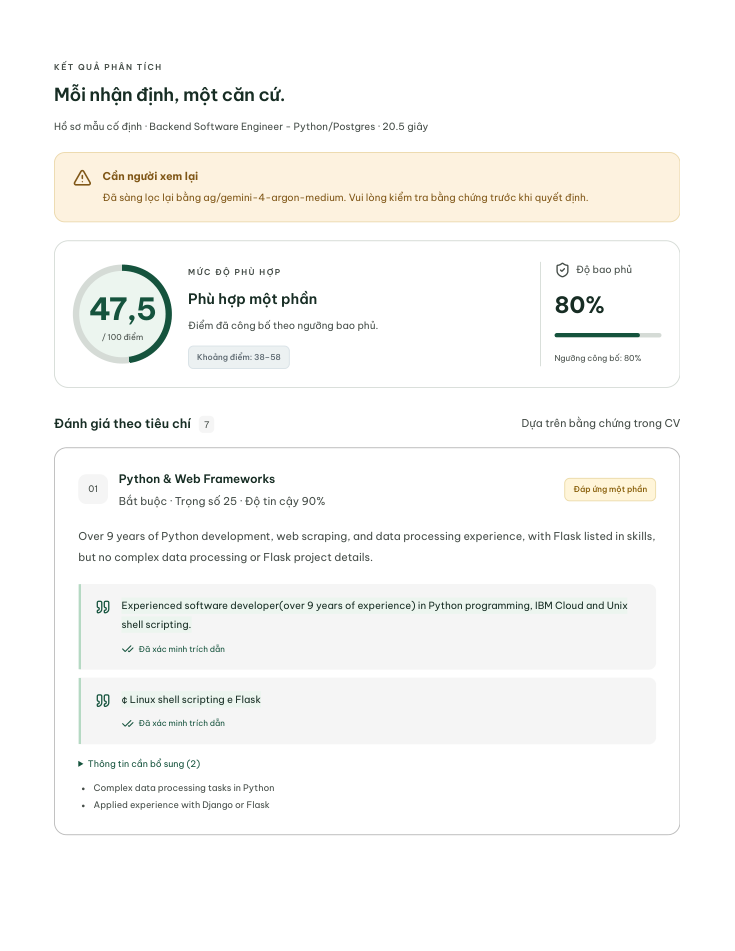 KẾT QUẢ PHÂN TÍCH
Mỗi nhận định, một căn cứ.
Hồ sơ mẫu cố định · Backend Software Engineer - Python/Postgres · 20.5 giây
Cần người xem lại
Đã sàng lọc lại bằng ag/gemini-4-argon-medium. Vui lòng kiểm tra bằng chứng trước khi quyết định.
47,5
/ 100 điểm
MỨC ĐỘ PHÙ HỢP
Phù hợp một phần
Điểm đã công bố theo ngưỡng bao phủ.
Khoảng điểm: 38–58
Độ bao phủ
80%
Ngưỡng công bố: 80%
Đánh giá theo tiêu chí 7
Dựa trên bằng chứng trong CV
01
Python & Web Frameworks
Bắt buộc · Trọng số 25 · Độ tin cậy 90%
Đáp ứng một phần
Over 9 years of Python development, web scraping, and data processing experience, with Flask listed in skills,
but no complex data processing or Flask project details.
Experienced software developer(over 9 years of experience) in Python programming, IBM Cloud and Unix
shell scripting.
Đã xác minh trích dẫn
¢ Linux shell scripting e Flask
Đã xác minh trích dẫn
Thông tin cần bổ sung (2)
• Complex data processing tasks in Python
• Applied experience with Django or Flask